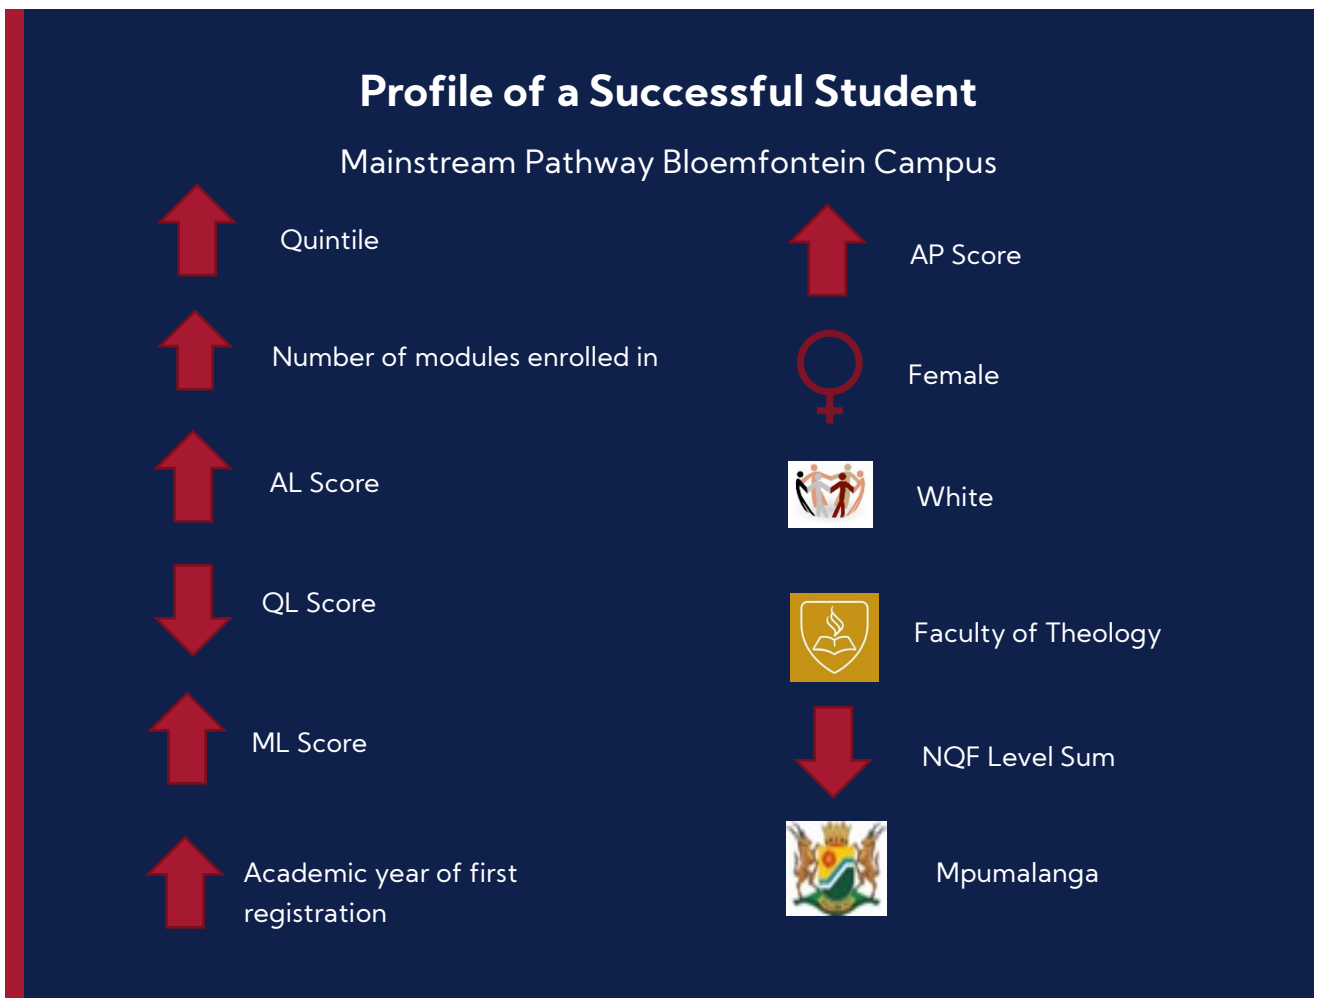 Profile of a Successful Student
Mainstream Pathway Bloemfontein Campus
Quintile
Number of modules enrolled in
AL Score
QL Score
ML Score
Academic year of first
registration
AP Score
Female
White
Faculty of Theology
NQF Level Sum
Mpumalanga